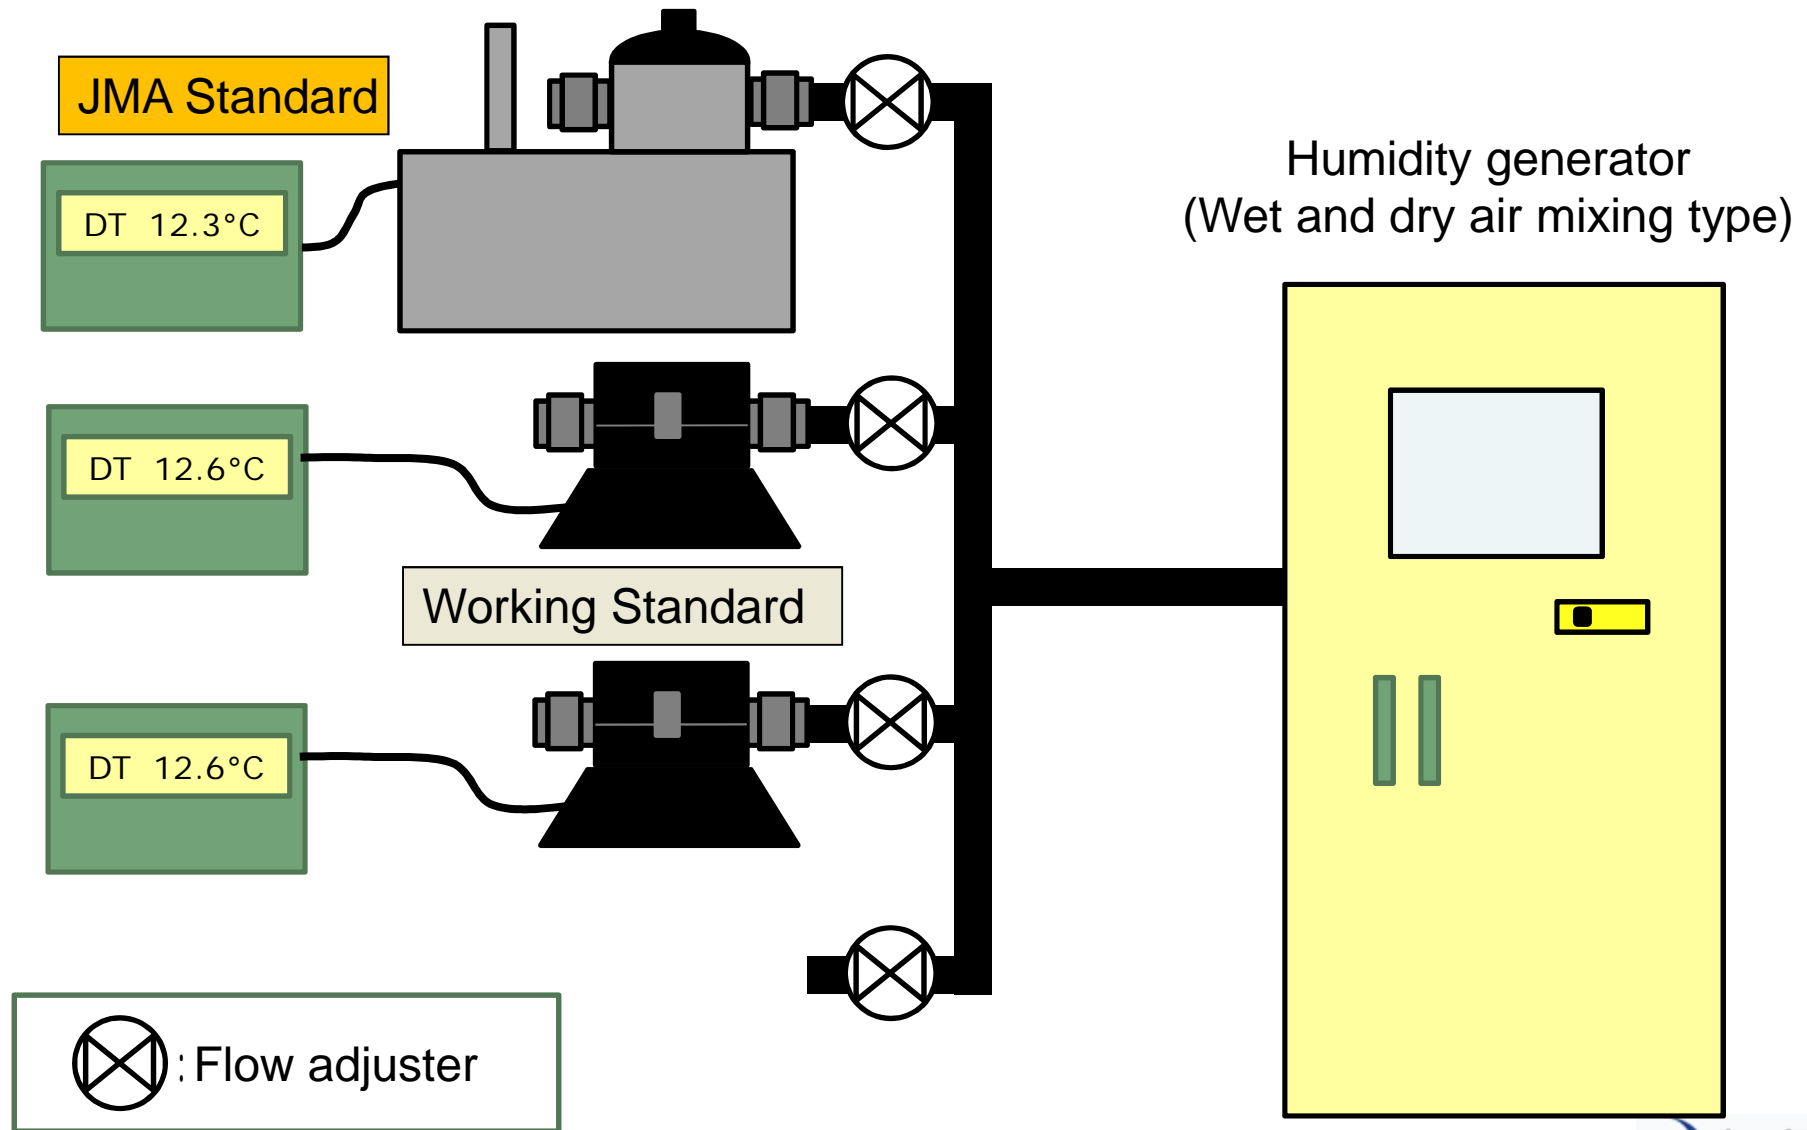 JMA Standard
DT 12.3°C
Humidity generator
(Wet and dry air mixing type)
DT 12.6°C
Working Standard
DT 12.6°C
: Flow adjuster